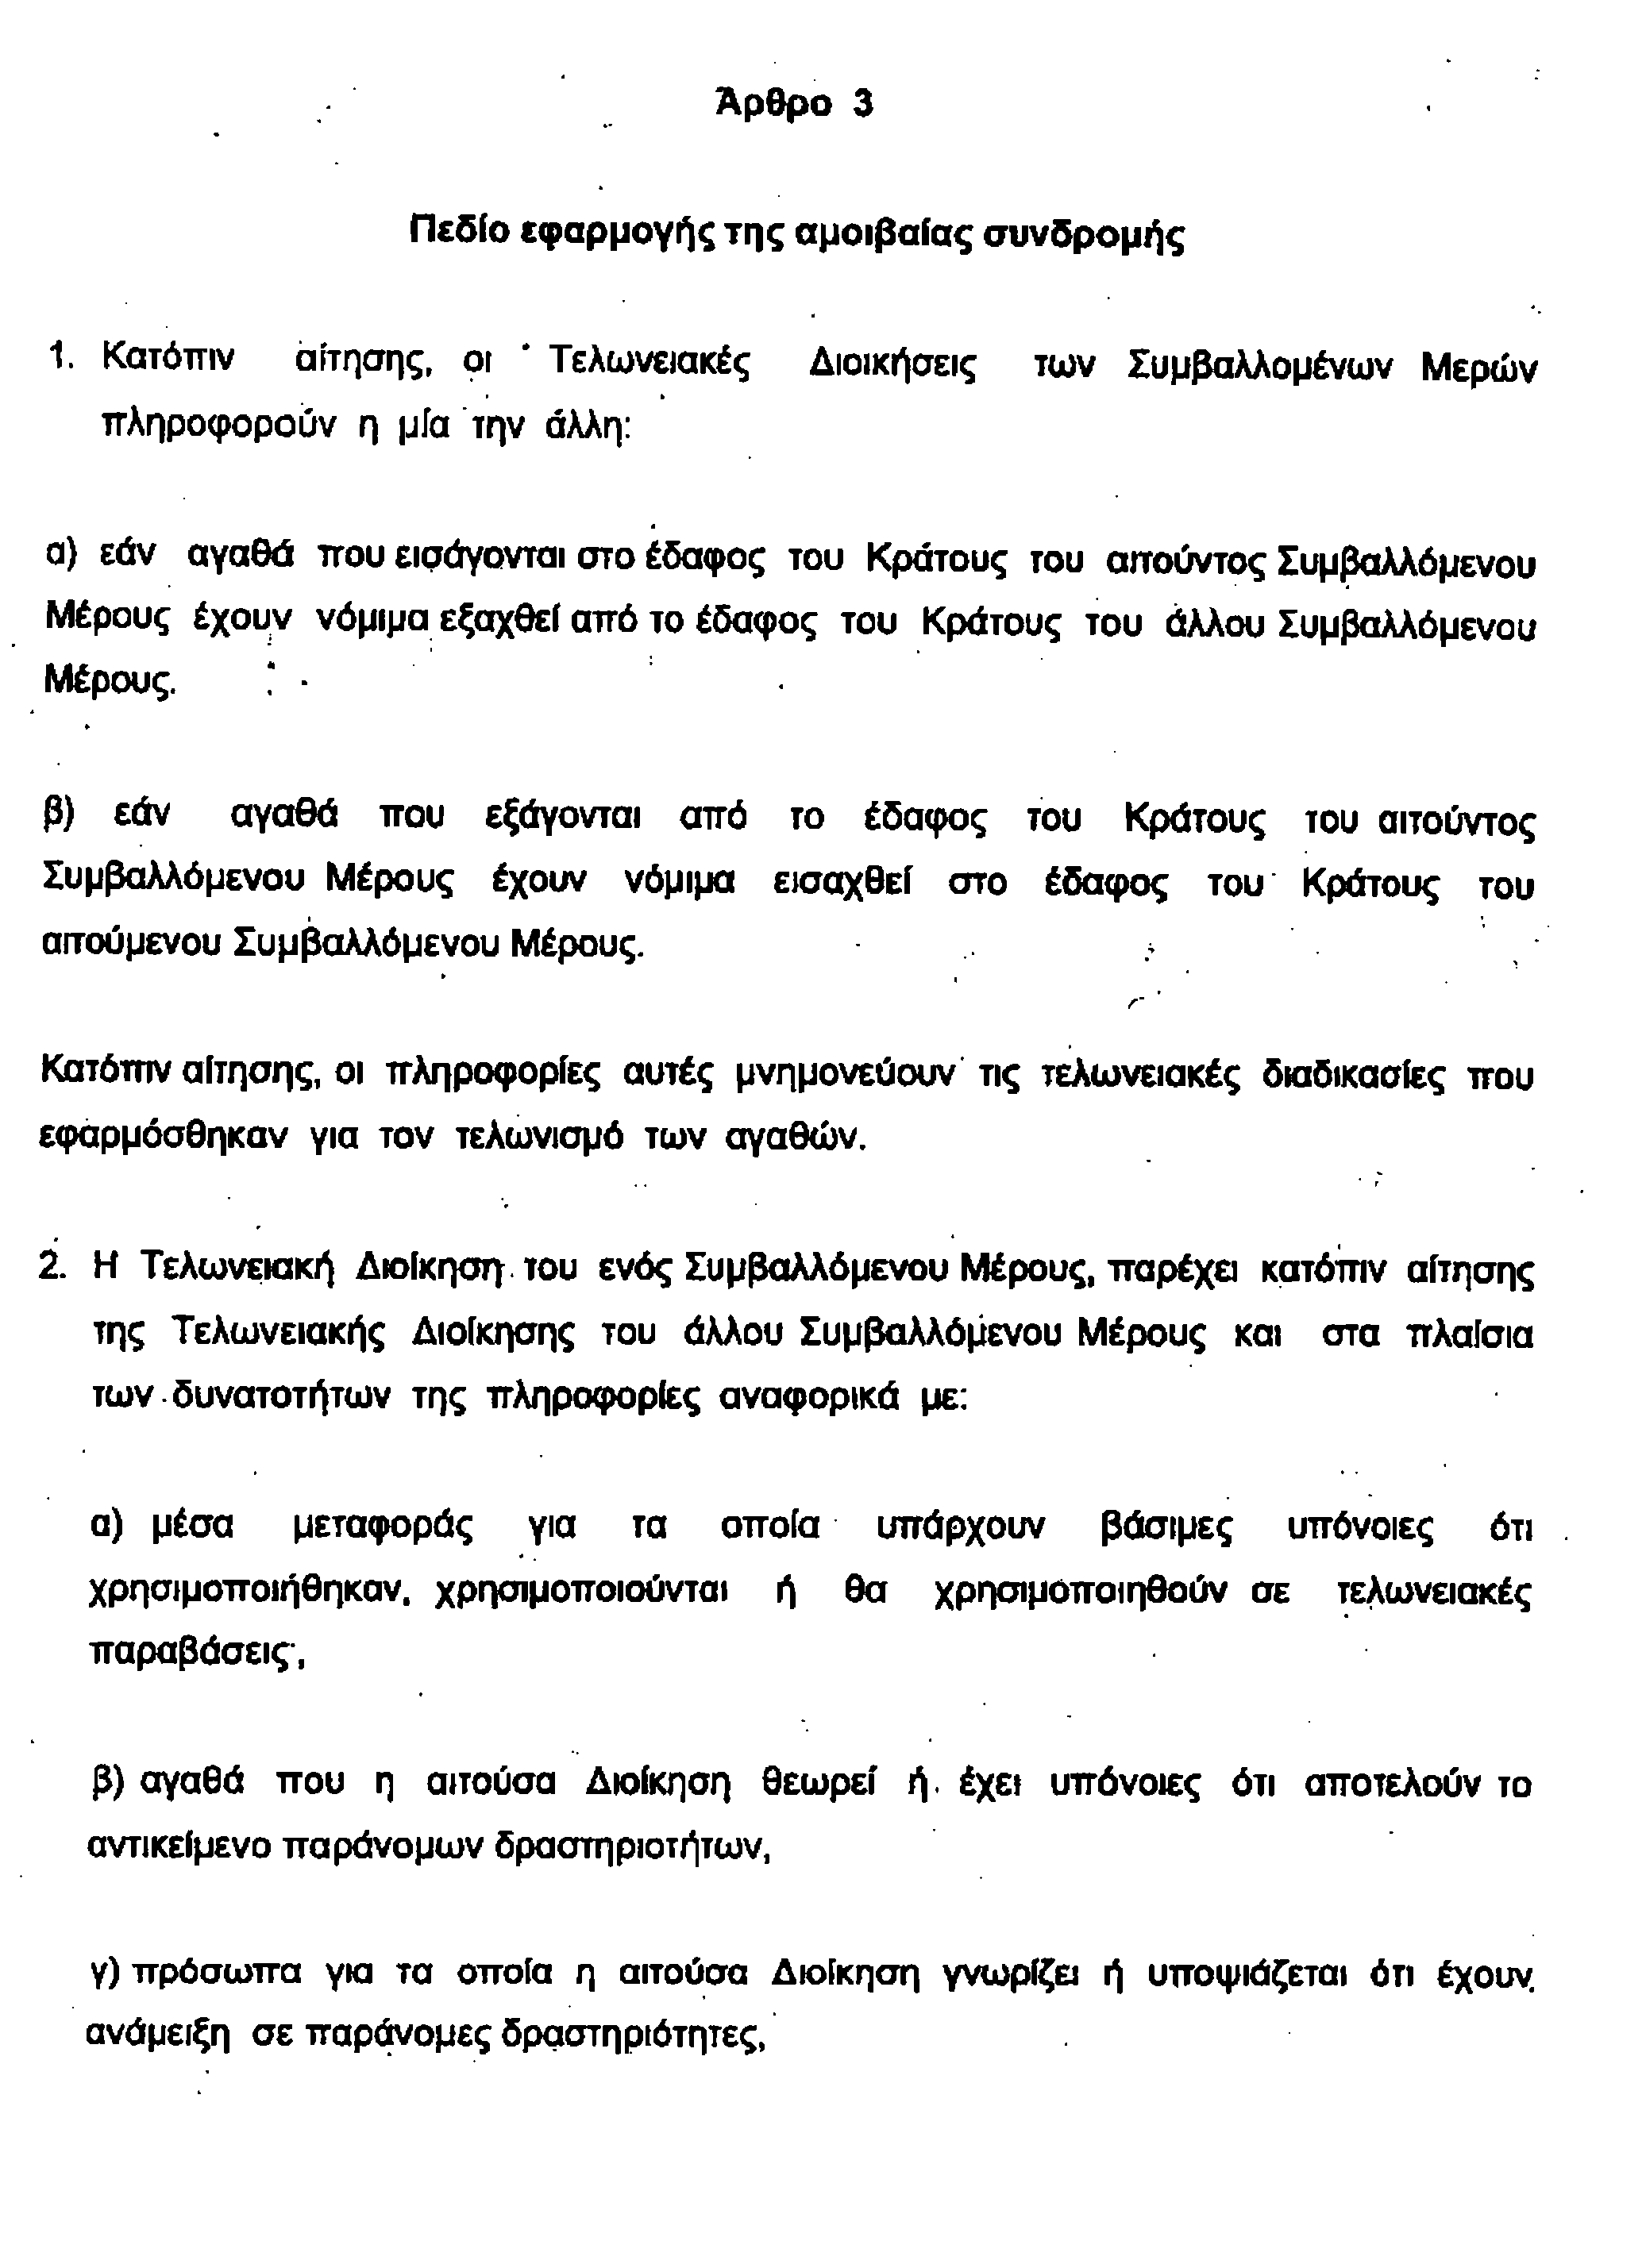 Άρθρο 3
Πεδίο εφαρμογής της αμοιβαίας συνδρομής
1. Κατόπιν αίτησης, οι Τελωνειακές Διοικήσεις των Συμβαλλομένων Μερών
πληροφορούν η μία την άλλη:
α) εάν αγαθά που εισάγονται στο έδαφος του Κράτους του αιτούντος Συμβαλλόμενου
Μέρους έχουν νόμιμα εξαχθεί από το έδαφος του Κράτους του άλλου Συμβαλλόμενου
Μέρους.
β) εάν αγαθά που εξάγονται από το έδαφος του Κράτους του αιτούντος
Συμβαλλόμενου Μέρους έχουν νόμιμα εισαχθεί στο έδαφος του Κράτους του
αιτούμενου Συμβαλλόμενου Μέρους.
Κατόπιν αίτησης, οι πληροφορίες αυτές μνημονεύουν τις τελωνειακές διαδικασίες που
εφαρμόσθηκαν για τον τελωνισμό των αγαθών.
2. Η Τελωνειακή Διοίκηση του ενός Συμβαλλόμενου Μέρους, παρέχει κατόπιν αίτησης
της Τελωνειακής Διοίκησης του άλλου Συμβαλλόμενου Μέρους και στα πλαίσια
των δυνατοτήτων της πληροφορίες αναφορικά με:
α) μέσα μεταφοράς για τα οποία υπάρχουν βάσιμες υπόνοιες ότι
χρησιμοποιήθηκαν, χρησιμοποιούνται ή θα χρησιμοποιηθούν σε τελωνειακές
παραβάσεις,
β) αγαθά που η αιτούσα Διοίκηση θεωρεί ή έχει υπόνοιες ότι αποτελούν το
αντικείμενο παράνομων δραστηριοτήτων,
γ) πρόσωπα για τα οποία η αιτούσα Διοίκηση γνωρίζει ή υποψιάζεται ότι έχουν
ανάμειξη σε παράνομες δραστηριότητες,